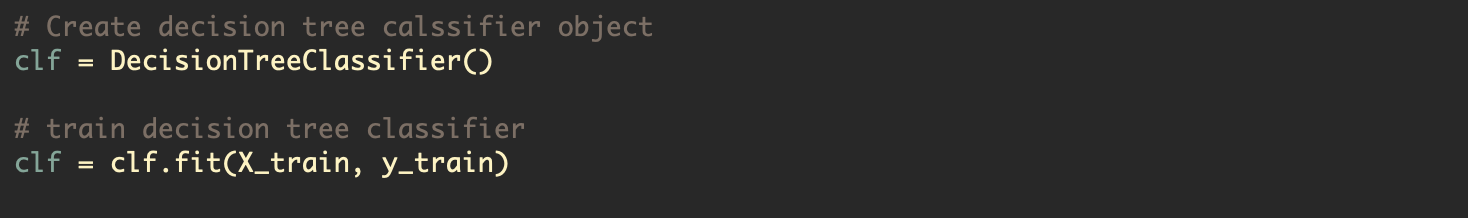 # Create decision tree calssifier object
clf = DecisionTreeClassifier()
# train decision tree classifier
clf = clf.fit(X_train, y_train)